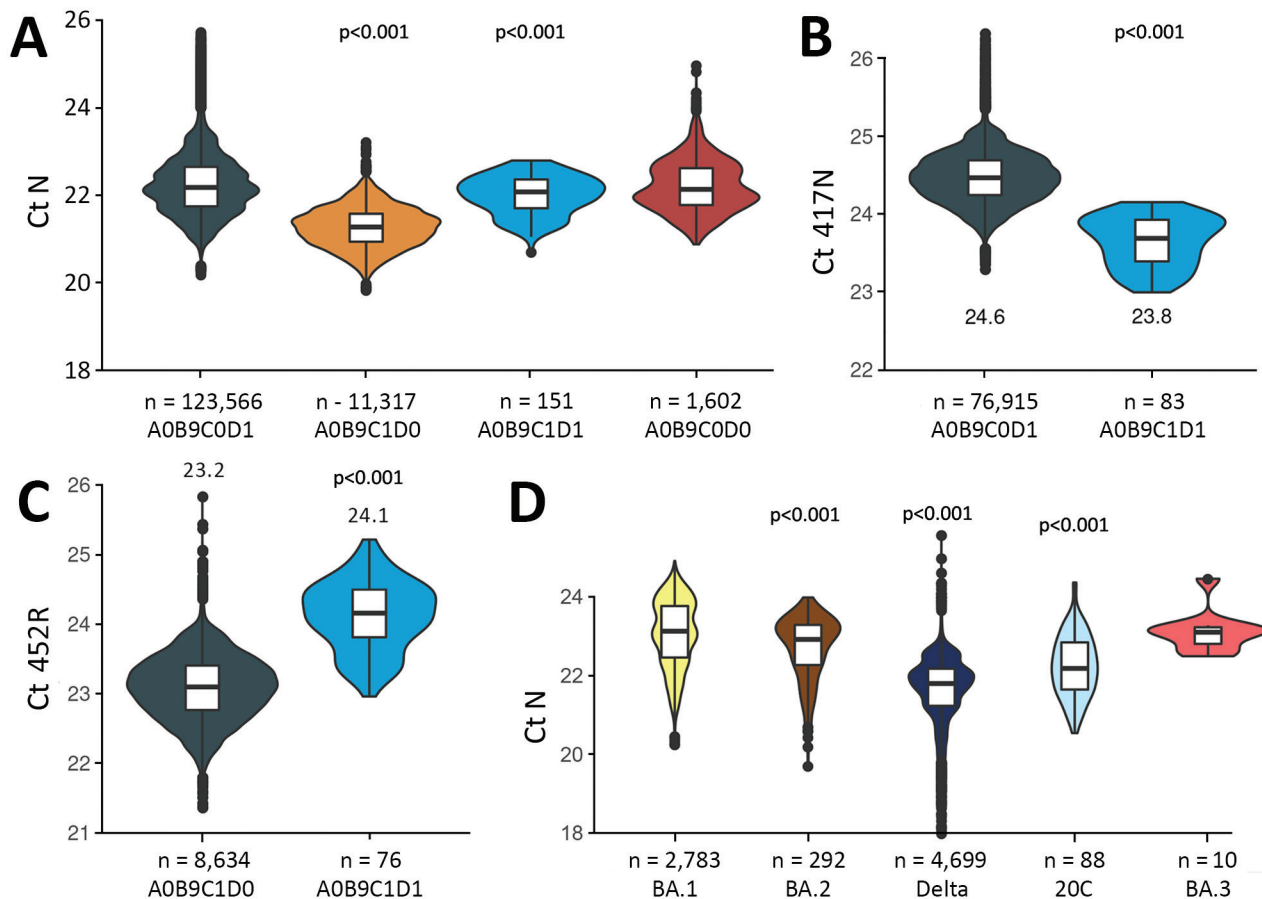 A
Ct N
26
24
22
20
18
p<0.001
p<0.001
n = 123,566
A0B9C0D1
n - 11,317
A0B9C1D0
n = 151
A0B9C1D1
n = 1,602
A0B9C0D0
B
Ct 417N
26
25
24
23
22
p<0.001
24.6
23.8
n = 76,915
A0B9C0D1
n = 83
A0B9C1D1
C
Ct 452R
26
25
24
23
22
21
23.2
p<0.001
24.1
n = 8,634
A0B9C1D0
n = 76
A0B9C1D1
D
Ct N
24
22
20
18
p<0.001
p<0.001
p<0.001
n = 2,783
BA.1
n = 292
BA.2
n = 4,699
Delta
n = 88
20C
n = 10
BA.3